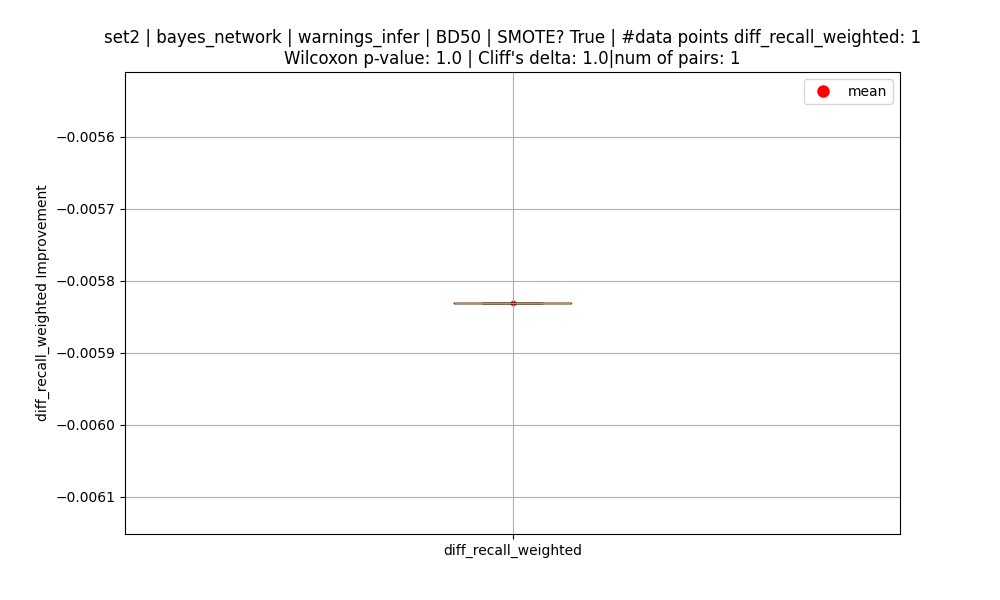 set2 | bayes_network | warnings_infer | BD50 | SMOTE? True | #data points diff_recall_weighted: 1
Wilcoxon p-value: 1.0 | Cliff's delta: 1.0|num of pairs: 1
mean
−0.0056
−0.0057
−0.0058
−0.0059
−0.0060
−0.0061
diff_recall_weighted Improvement
diff_recall_weighted